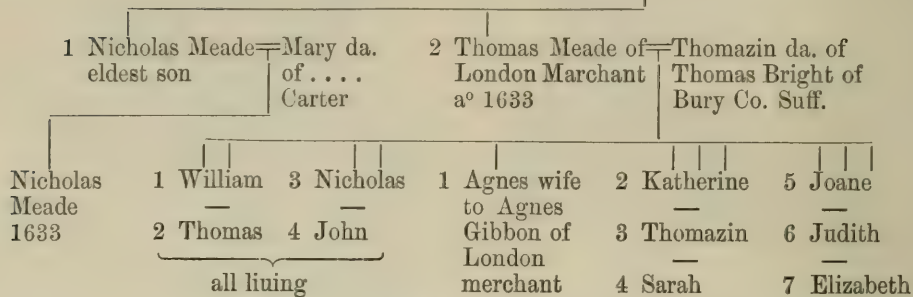 1 Nicholas Meade
eldest son
Mary da.
of . . . .
Carter
2 Thomas Meade of
London Marchant
aº 1633
Thomazin da. of
Thomas Bright of
Bury Co. Suff.
Nicholas
Meade
1633
1 William
2 Thomas
3 Nicholas
4 John
all liuing
1 Agnes wife
to Agnes
Gibbon of
London
merchant
2 Katherine
3 Thomazin
4 Sarah
5 Joane
6 Judith
7 Elizabeth